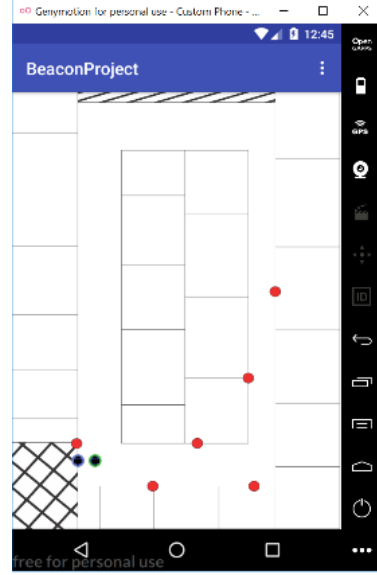 Genymotion for personal use - Custom Phone - ...
12:45
Open
GAPPS
BeaconProject
GPS
ID
free for personal use